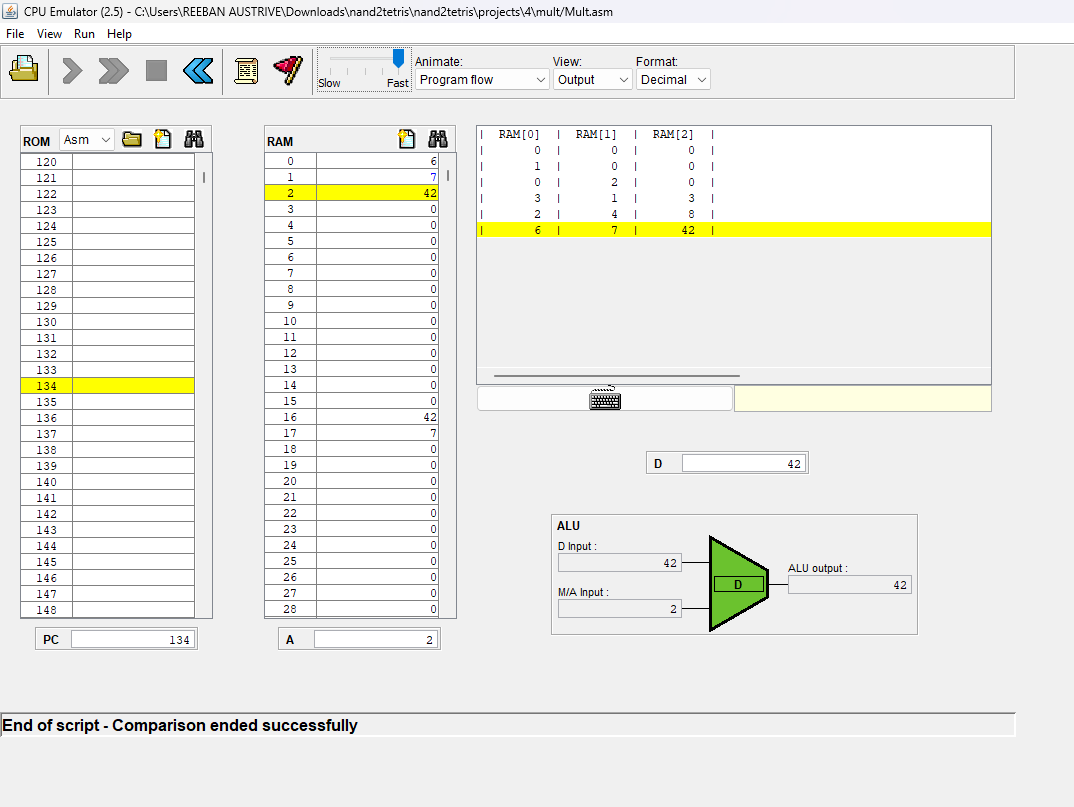 CPU Emulator (2.5) - C:\Users\REEBAN AUSTRIVE\Downloads\nand2tetris\nand2tetris\projects\4\mult/Mult.asm
File View Run Help
Slow Fast
Animate:
Program flow
View:
Output
Format:
Decimal
ROM Asm
120
121
122
123
124
125
126
127
128
129
130
131
132
133
134
135
136
137
138
139
140
141
142
143
144
145
146
147
148
PC 134
RAM
0 6
1 7
2 42
3 0
4 0
5 0
6 0
7 0
8 0
9 0
10 0
11 0
12 0
13 0
14 0
15 0
16 42
17 7
18 0
19 0
20 0
21 0
22 0
23 0
24 0
25 0
26 0
27 0
28 0
A 2
| RAM[0] | RAM[1] | RAM[2] |
| 0 | 0 | 0 |
| 1 | 0 | 0 |
| 0 | 2 | 0 |
| 3 | 1 | 3 |
| 2 | 4 | 8 |
| 6 | 7 | 42 |
D 42
ALU
D Input :
42
M/A Input :
2
D
ALU output :
42
End of script - Comparison ended successfully